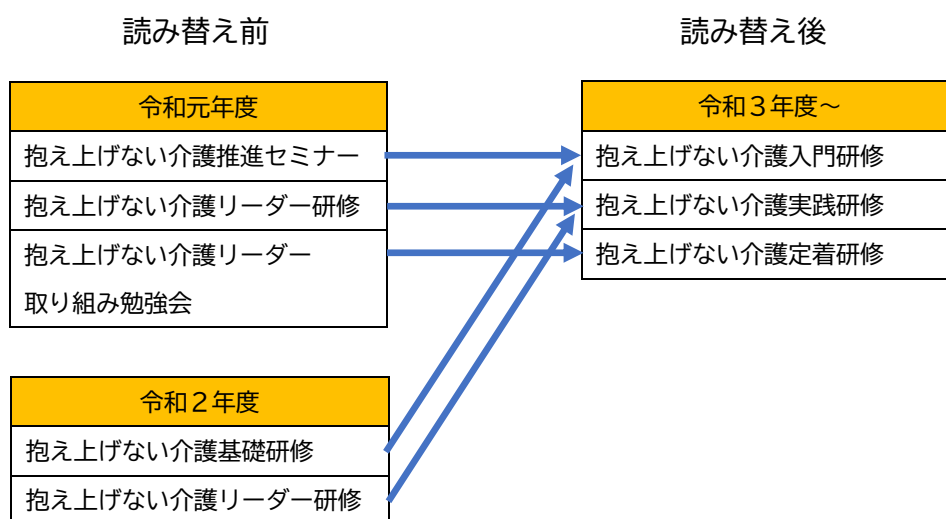 読み替え前
読み替え後
令和元年度
抱え上げない介護推進セミナー
抱え上げない介護リーダー研修
抱え上げない介護リーダー
取り組み勉強会
令和３年度～
抱え上げない介護入門研修
抱え上げない介護実践研修
抱え上げない介護定着研修
令和２年度
抱え上げない介護基礎研修
抱え上げない介護リーダー研修